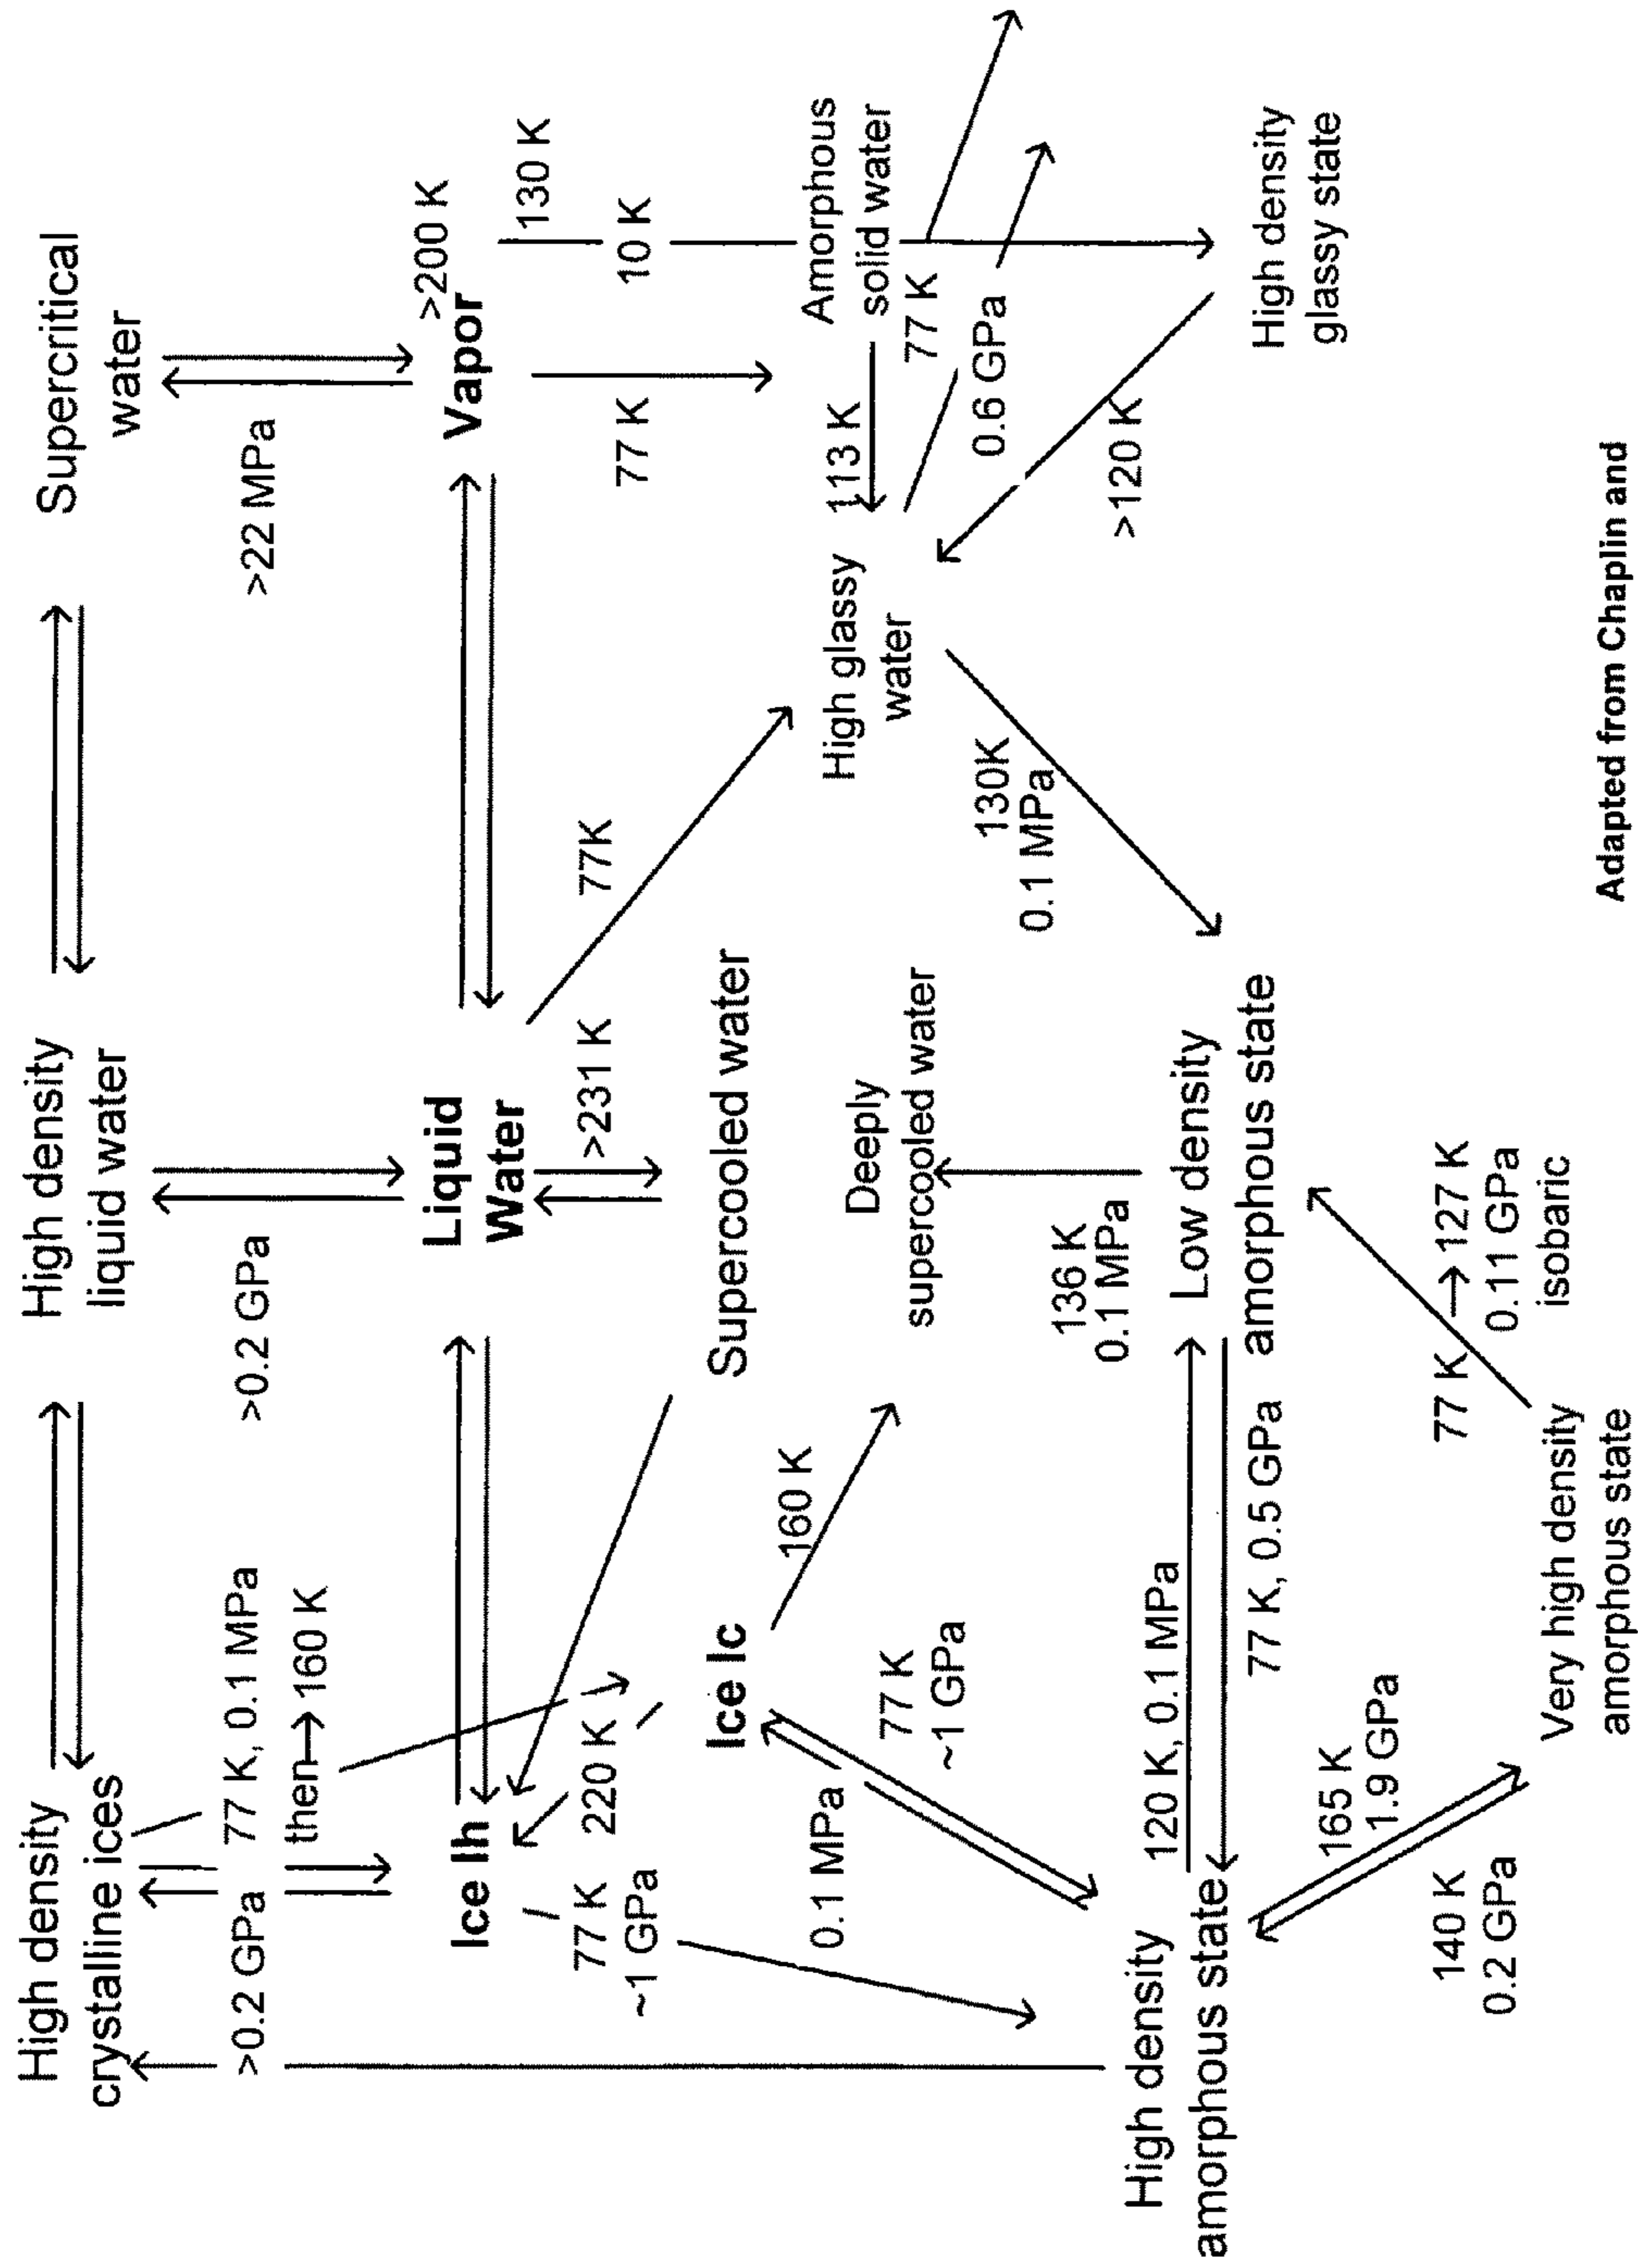 High density
crystalline ices
High density
liquid water
Supercritical
water
>0.2 GPa
77 K, 0.1 MPa
then→160 K
>0.2 GPa
>22 MPa
Ice Ih
Liquid
Water
Vapor
>200 K
130 K
10 K
77 K
~1 GPa
220 K
>231 K
77K
77 K
Ice Ic
Supercooled water
160 K
0.1 MPa
77 K
~1 GPa
Deeply
supercooled water
High glassy
water
113 K
Amorphous
solid water
77 K
0.6 GPa
130K
0.1 MPa
>120 K
136 K
0.1 MPa
High density
amorphous state
120 K, 0.1 MPa
77 K, 0.5 GPa
Low density
amorphous state
High density
glassy state
165 K
1.9 GPa
140 K
0.2 GPa
77 K → 127 K
0.11 GPa
isobaric
Very high density
amorphous state
Adapted from Chaplin and